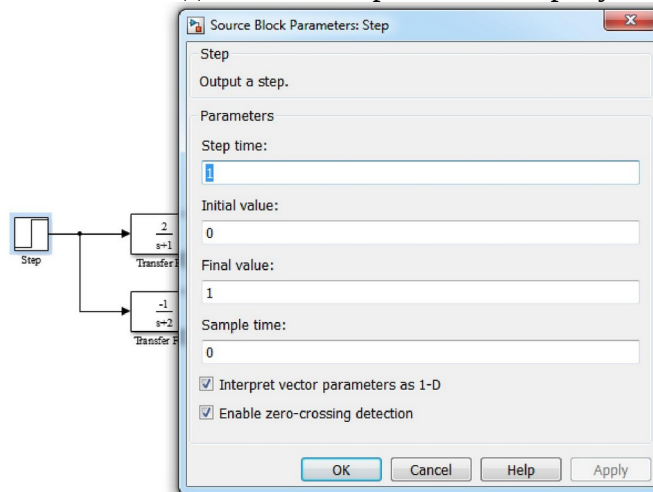 Source Block Parameters: Step
Step
Output a step.
Parameters
Step time:
1
Initial value:
0
Final value:
1
Sample time:
0
Interpret vector parameters as 1-D
Enable zero-crossing detection
OK Cancel Help Apply
Step
2
s+1
Transfer
-1
s+2
Transfer